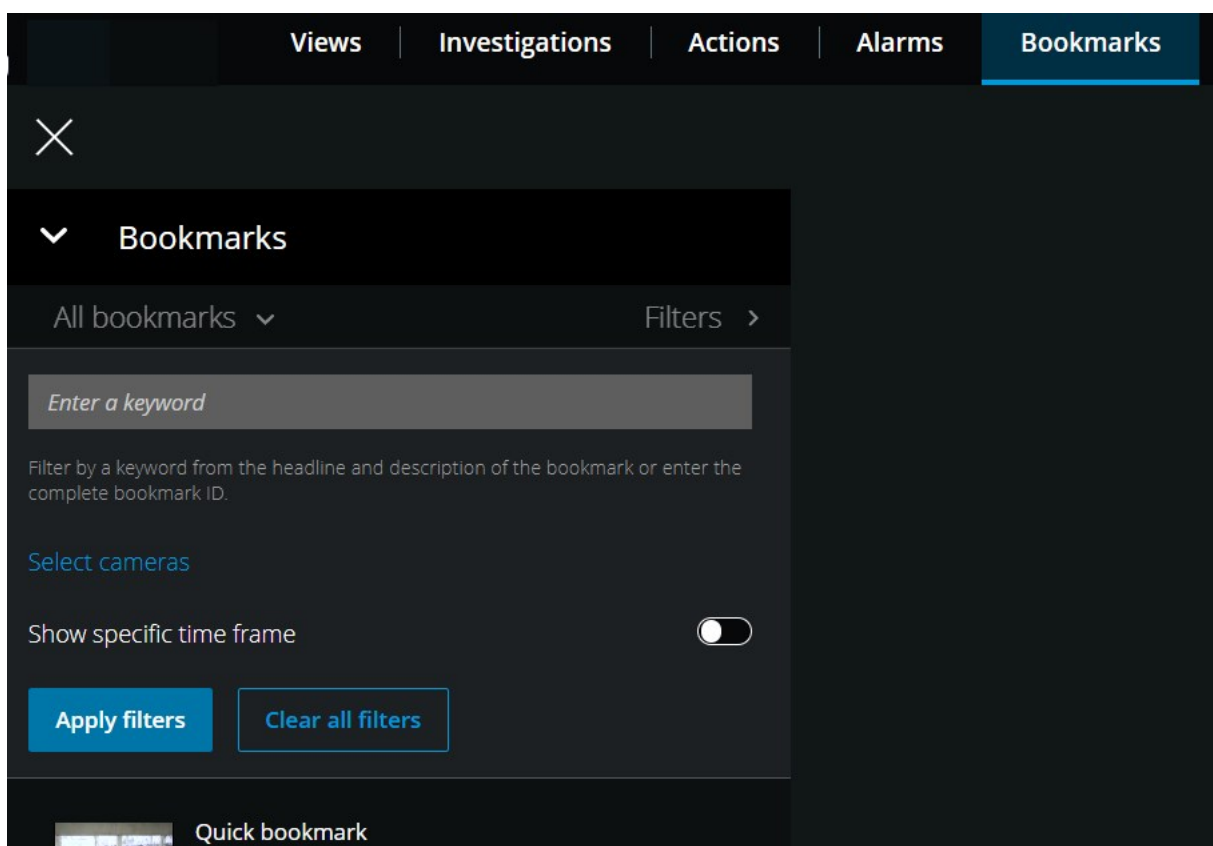 Views Investigations Actions Alarms Bookmarks
Bookmarks
All bookmarks Filters
Enter a keyword
Filter by a keyword from the headline and description of the bookmark or enter the
complete bookmark ID.
Select cameras
Show specific time frame
Apply filters Clear all filters
Quick bookmark